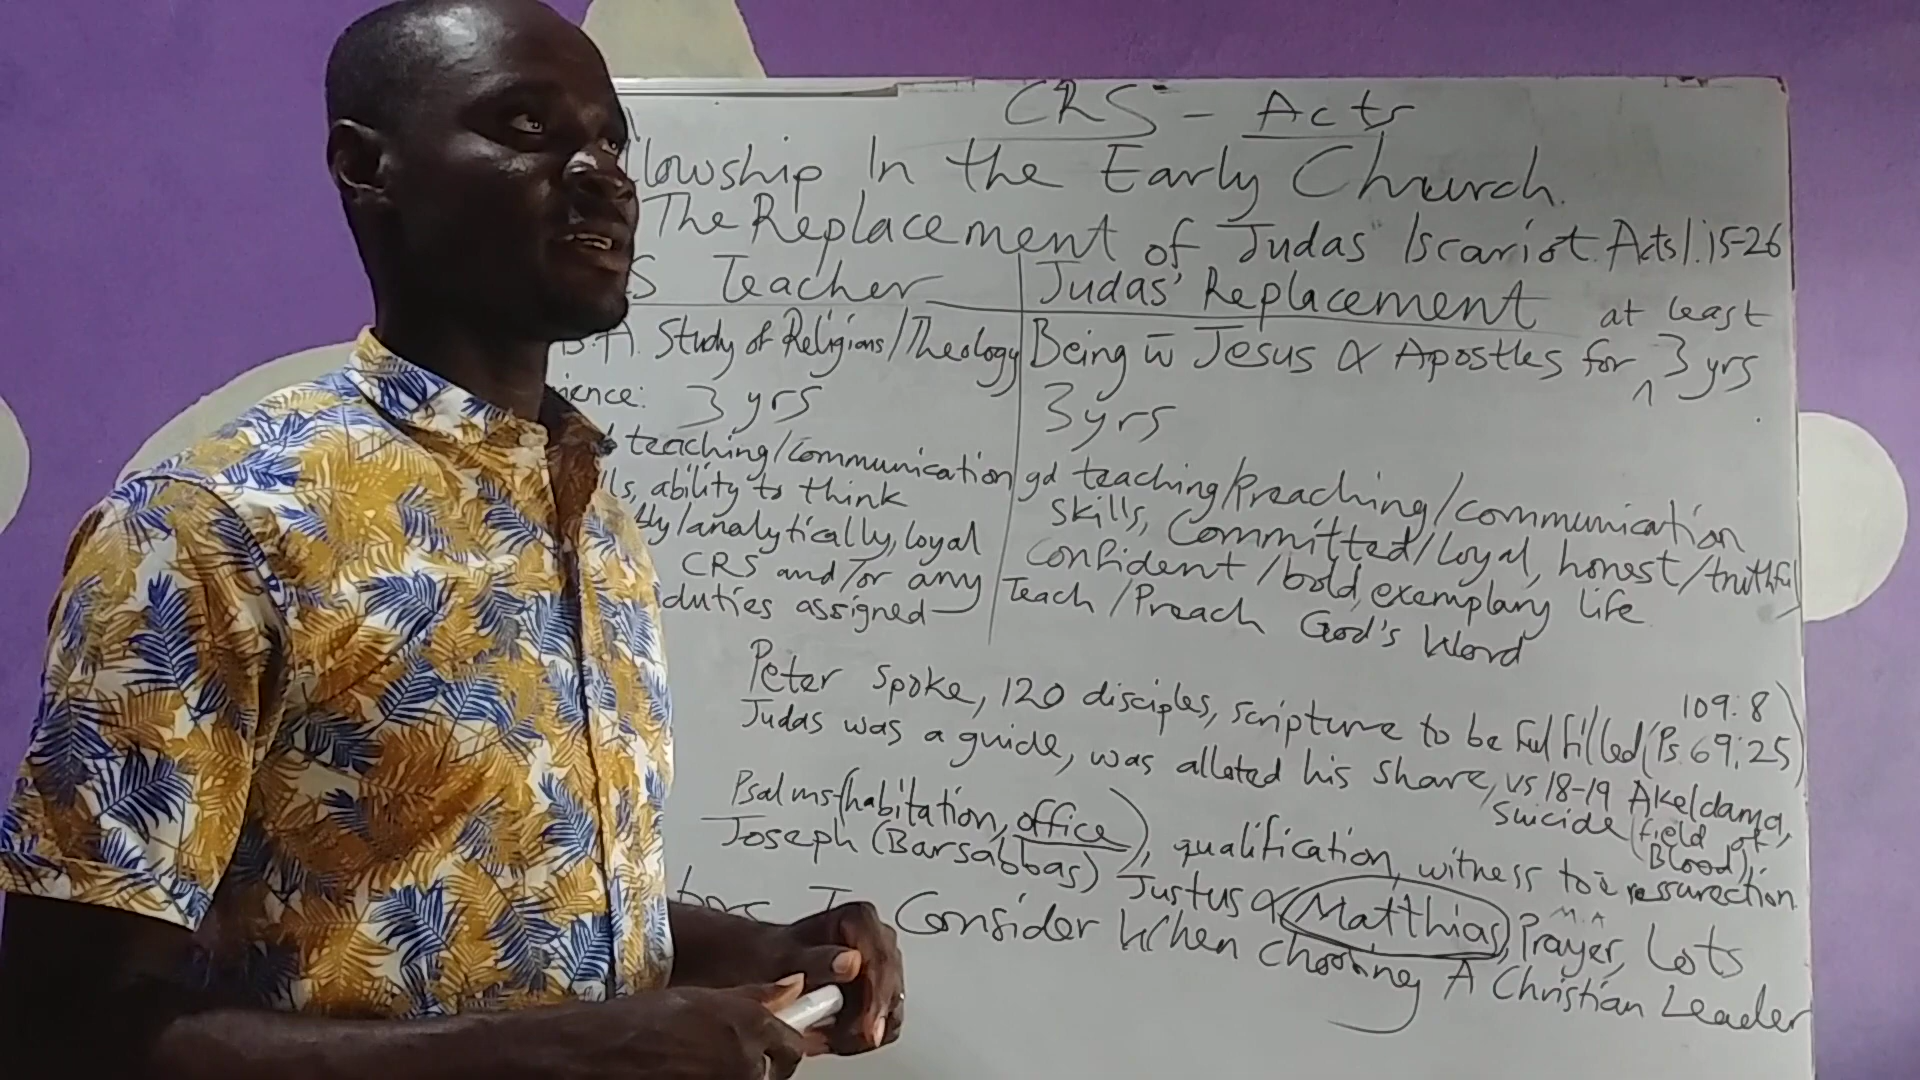 CRS - Acts
llowship In the Early Church.
The Replacement of Judas Iscariot. Acts 1:15-26
S Teacher
B.A. Study of Religions/Theology
ience: 3 yrs
teaching/communication
lls, ability to think
lly/analytically, loyal
CRS and/or any
duties assigned
Judas' Replacement
at least
Being w̄ Jesus & Apostles for ^ 3 yrs
3 yrs
gd teaching/preaching/communication
skills, Committed/loyal, honest/truthful
confident/bold, exemplary life
Teach/Preach God's Word
Peter spoke, 120 disciples, scripture to be fulfilled (Ps. 69:25)
109:8
Judas was a guide, was alloted his share, vs 18-19 Akeldama,
suicide (field of
Blood),
Psalms-(habitation, office), qualification, witness to ressurection
Joseph (Barsabbas) Justus & Matthias, Prayer, Lots
M.A
tors To Consider When choosing A Christian Leader